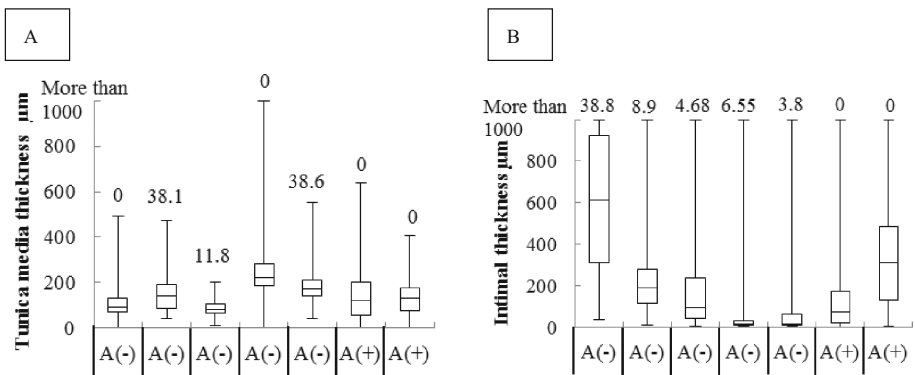 A
Tunica media thickness μm
More than
1000
800
600
400
200
0
0 38.1 11.8 0 38.6 0 0
A(-) A(-) A(-) A(-) A(-) A(+) A(+)
B
Intimal thickness μm
More than
1000
800
600
400
200
0
38.8 8.9 4.68 6.55 3.8 0 0
A(-) A(-) A(-) A(-) A(-) A(+) A(+)